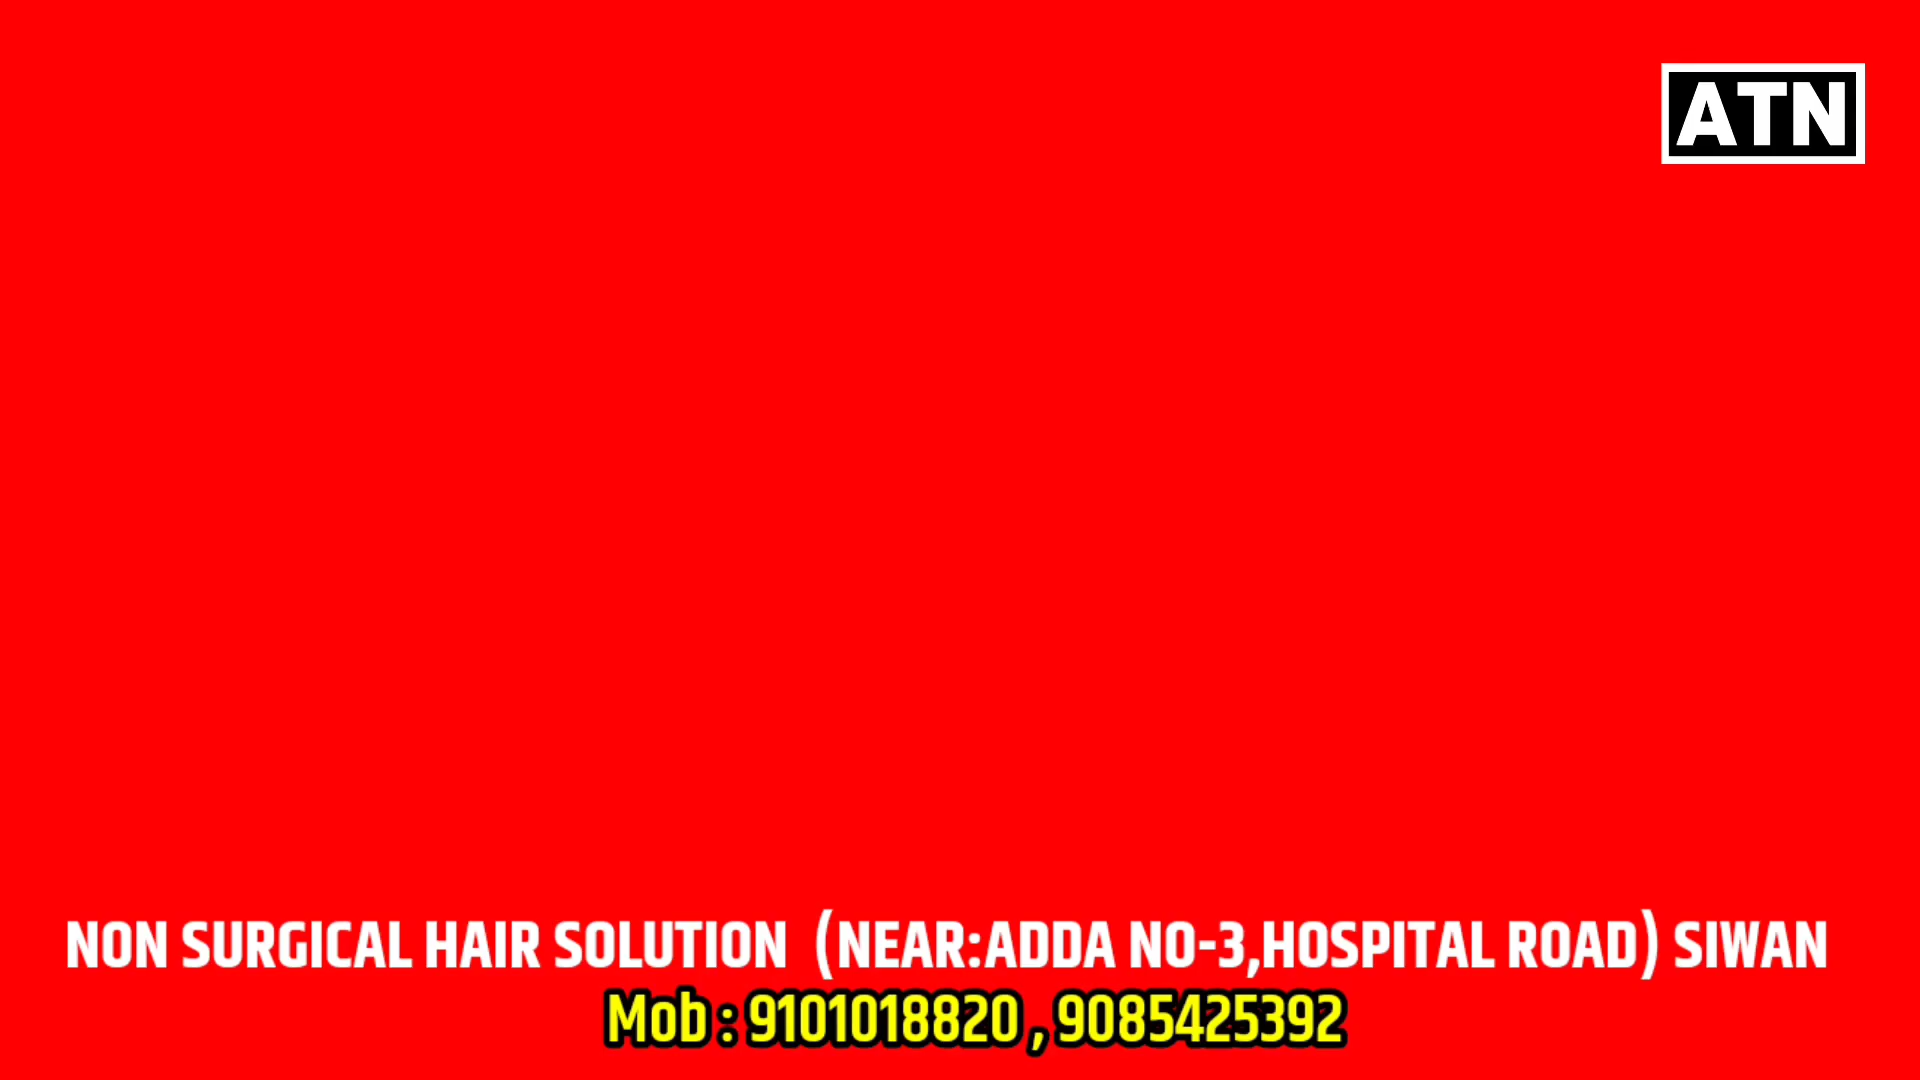 ATN
NON SURGICAL HAIR SOLUTION (NEAR:ADDA NO-3,HOSPITAL ROAD) SIWAN
Mob : 9101018820 , 9085425392